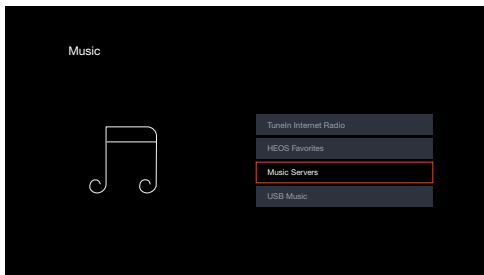 Music
TuneIn Internet Radio
HEOS Favorites
Music Servers
USB Music